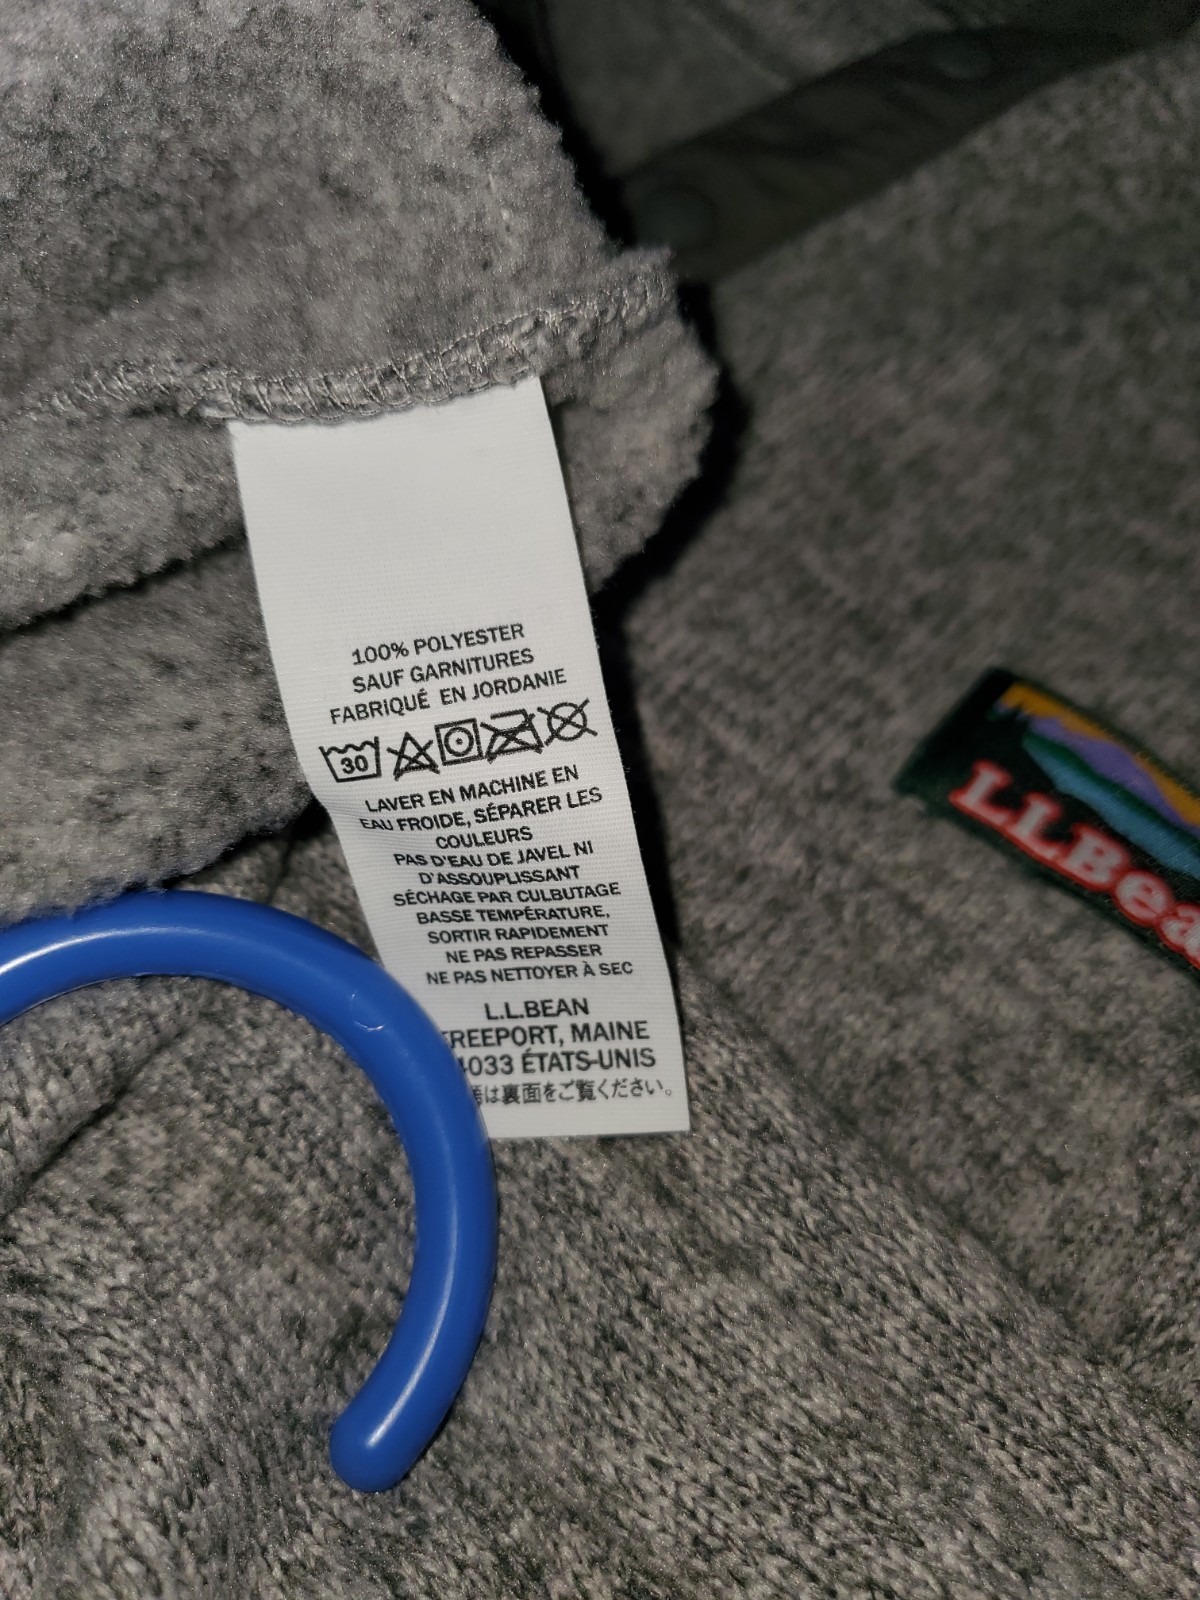 100% POLYESTER
SAUF GARNITURES
FABRIQUÉ EN JORDANIE
30
LAVER EN MACHINE EN
EAU FROIDE, SÉPARER LES
COULEURS
PAS D'EAU DE JAVEL NI
D'ASSOUPLISSANT
SÉCHAGE PAR CULBUTAGE
BASSE TEMPÉRATURE,
SORTIR RAPIDEMENT
NE PAS REPASSER
NE PAS NETTOYER À SEC
L.L.BEAN
REEPORT, MAINE
4033 ÉTATS-UNIS
は裏面をご覧ください。
L.L.Bea